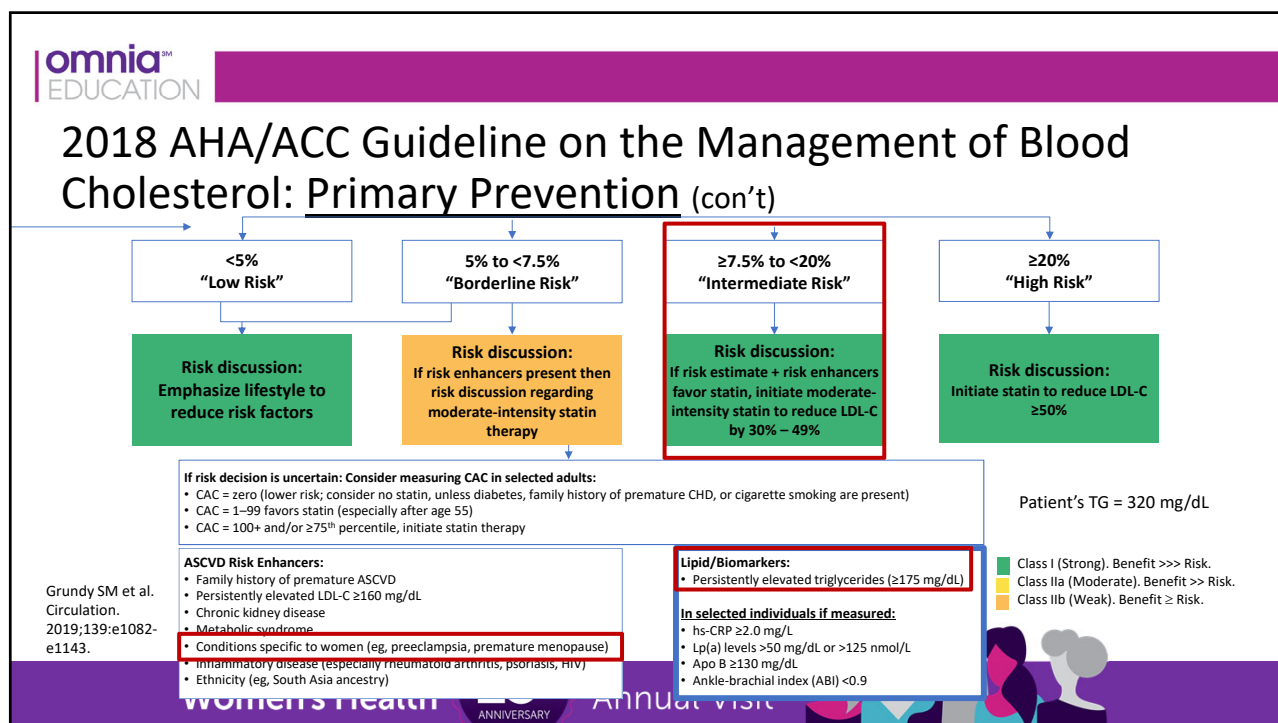 omnia℠
EDUCATION
2018 AHA/ACC Guideline on the Management of Blood
Cholesterol: Primary Prevention (con't)
<5%
“Low Risk”
5% to <7.5%
“Borderline Risk”
≥7.5% to <20%
“Intermediate Risk”
≥20%
“High Risk”
Risk discussion:
Emphasize lifestyle to
reduce risk factors
Risk discussion:
If risk enhancers present then
risk discussion regarding
moderate-intensity statin
therapy
Risk discussion:
If risk estimate + risk enhancers
favor statin, initiate moderate-
intensity statin to reduce LDL-C
by 30% – 49%
Risk discussion:
Initiate statin to reduce LDL-C
≥50%
If risk decision is uncertain: Consider measuring CAC in selected adults:
• CAC = zero (lower risk; consider no statin, unless diabetes, family history of premature CHD, or cigarette smoking are present)
• CAC = 1–99 favors statin (especially after age 55)
• CAC = 100+ and/or ≥75th percentile, initiate statin therapy
Patient's TG = 320 mg/dL
ASCVD Risk Enhancers:
• Family history of premature ASCVD
• Persistently elevated LDL-C ≥160 mg/dL
• Chronic kidney disease
• Metabolic syndrome
• Conditions specific to women (eg, preeclampsia, premature menopause)
• Inflammatory disease (especially rheumatoid arthritis, psoriasis, HIV)
• Ethnicity (eg, South Asia ancestry)
Lipid/Biomarkers:
• Persistently elevated triglycerides (≥175 mg/dL)
In selected individuals if measured:
• hs-CRP ≥2.0 mg/L
• Lp(a) levels >50 mg/dL or >125 nmol/L
• Apo B ≥130 mg/dL
• Ankle-brachial index (ABI) <0.9
Class I (Strong). Benefit >>> Risk.
Class IIa (Moderate). Benefit >> Risk.
Class IIb (Weak). Benefit ≥ Risk.
Grundy SM et al.
Circulation.
2019;139:e1082-
e1143.
Women's Health
ANNIVERSARY
Annual Visit